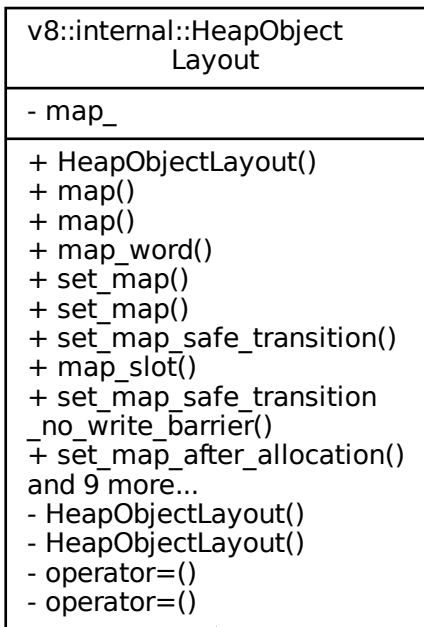 v8::internal::HeapObject
Layout
- map_
+ HeapObjectLayout()
+ map()
+ map()
+ map_word()
+ set_map()
+ set_map()
+ set_map_safe_transition()
+ map_slot()
+ set_map_safe_transition
_no_write_barrier()
+ set_map_after_allocation()
and 9 more...
- HeapObjectLayout()
- HeapObjectLayout()
- operator=()
- operator=()